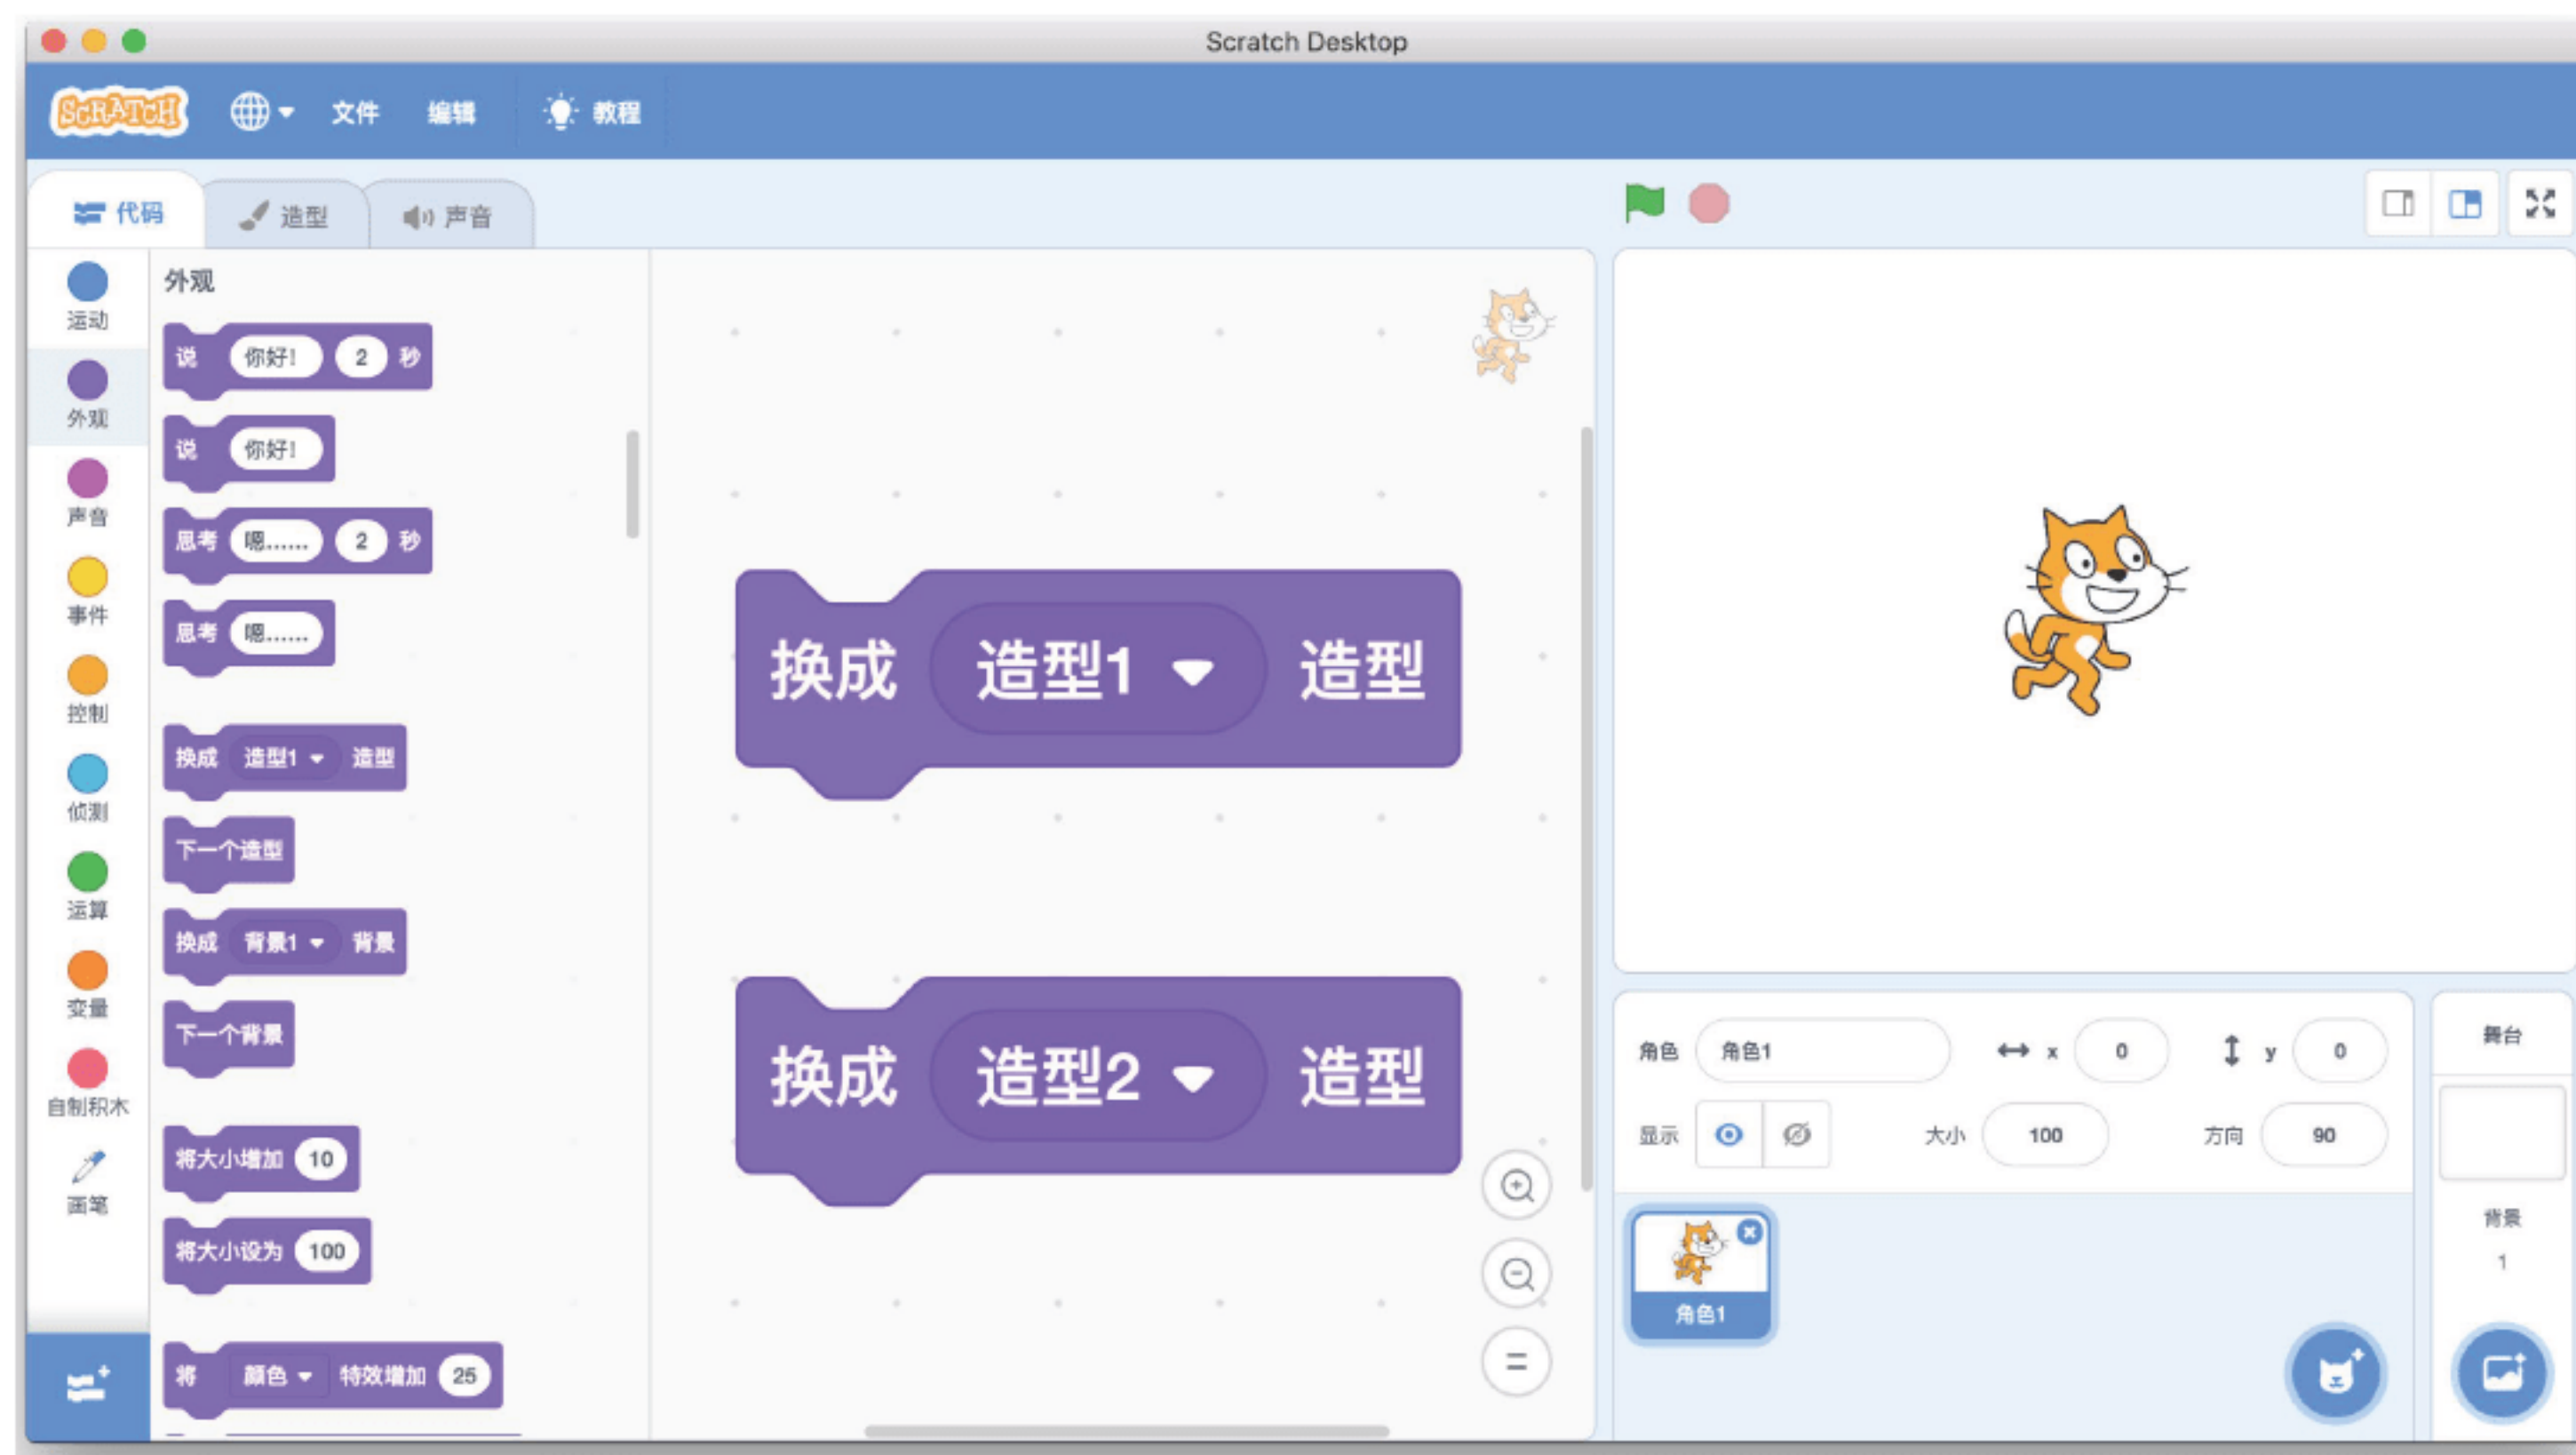 Scratch Desktop
SCRATCH 文件 编辑 教程
代码 造型 声音
运动
外观
声音
事件
控制
侦测
运算
变量
自制积木
画笔
外观
说 你好! 2 秒
说 你好!
思考 嗯...... 2 秒
思考 嗯......
换成 造型1 造型
下一个造型
换成 背景1 背景
下一个背景
将大小增加 10
将大小设为 100
将 颜色 特效增加 25
换成 造型1 造型
换成 造型2 造型
角色 角色1 x 0 y 0
显示 大小 100 方向 90
角色1
舞台
背景
1